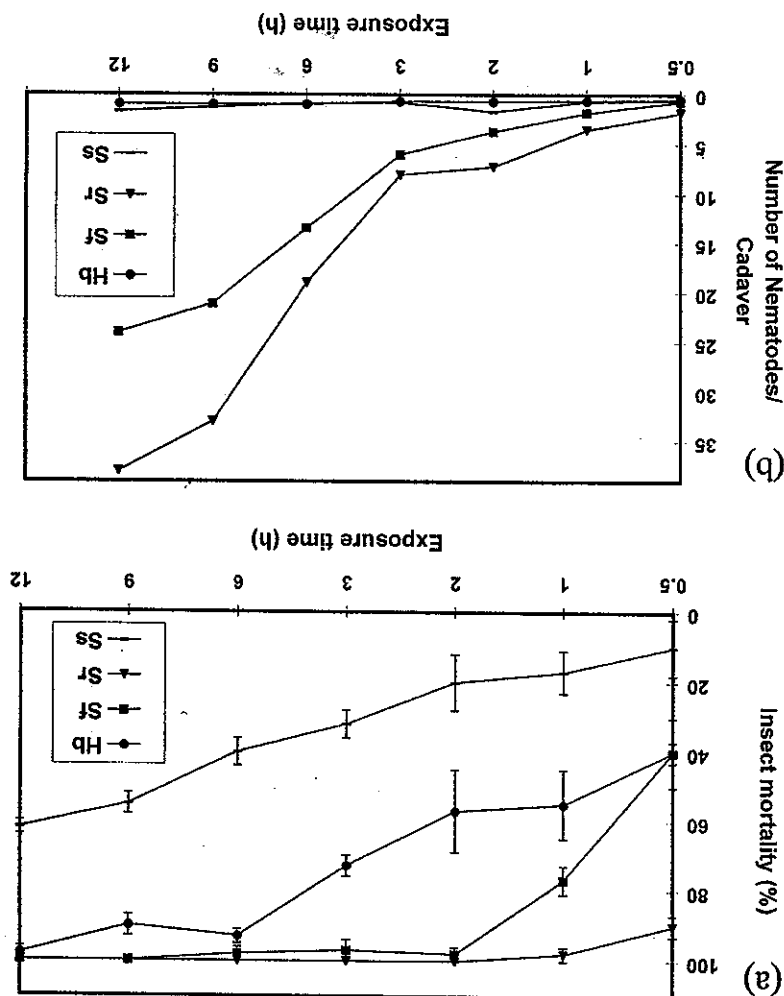 (a)
Insect mortality (%)
100
80
60
40
20
0
Hb
Sf
Sr
Ss
0.5 1 2 3 6 9 12
Exposure time (h)
(b)
Number of Nematodes/
Cadaver
35
30
25
20
15
10
5
0
Hb
Sf
Sr
Ss
0.5 1 2 3 6 9 12
Exposure time (h)